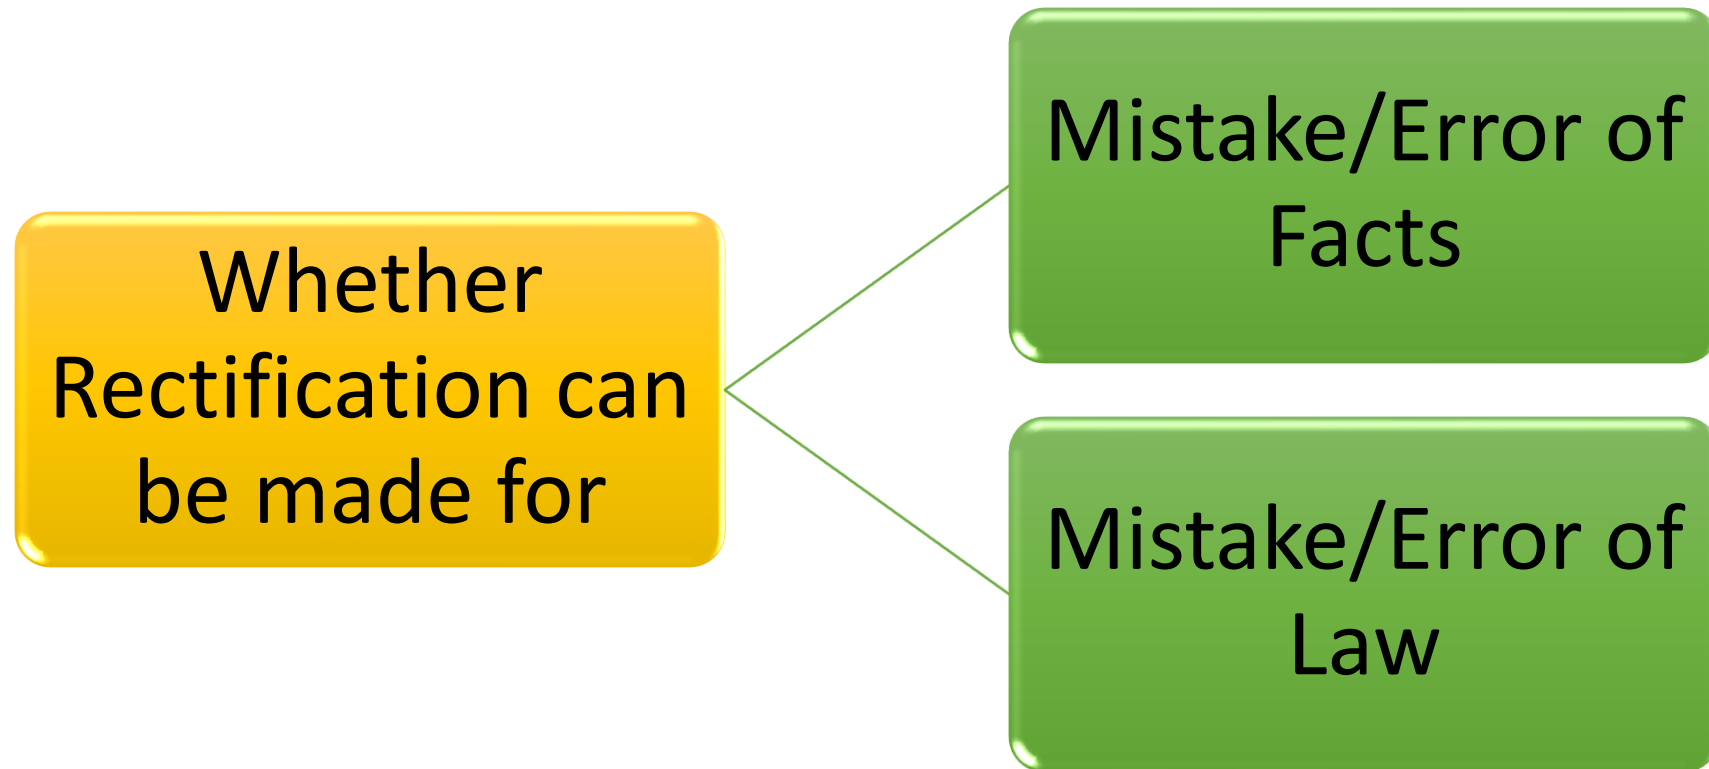 Whether
Rectification can
be made for
Mistake/Error of
Facts
Mistake/Error of
Law